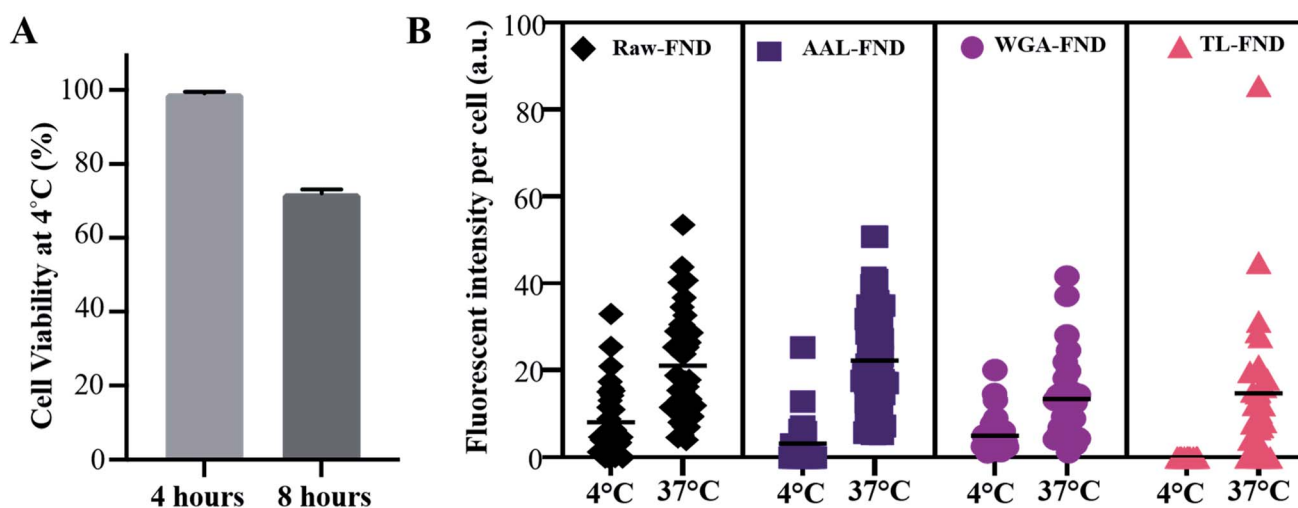 A
Cell Viability at 4°C (%)
100
80
60
40
20
0
4 hours
8 hours
B
Fluorescent intensity per cell (a.u.)
100
80
60
40
20
0
Raw-FND
AAL-FND
WGA-FND
TL-FND
4°C 37°C 4°C 37°C 4°C 37°C 4°C 37°C